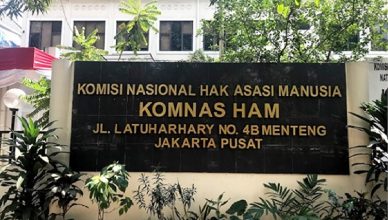 KOMISI NASIONAL HAK ASASI MANUSIA
KOMNAS HAM
JL. LATUHARHARY NO. 4B MENTENG
JAKARTA PUSAT